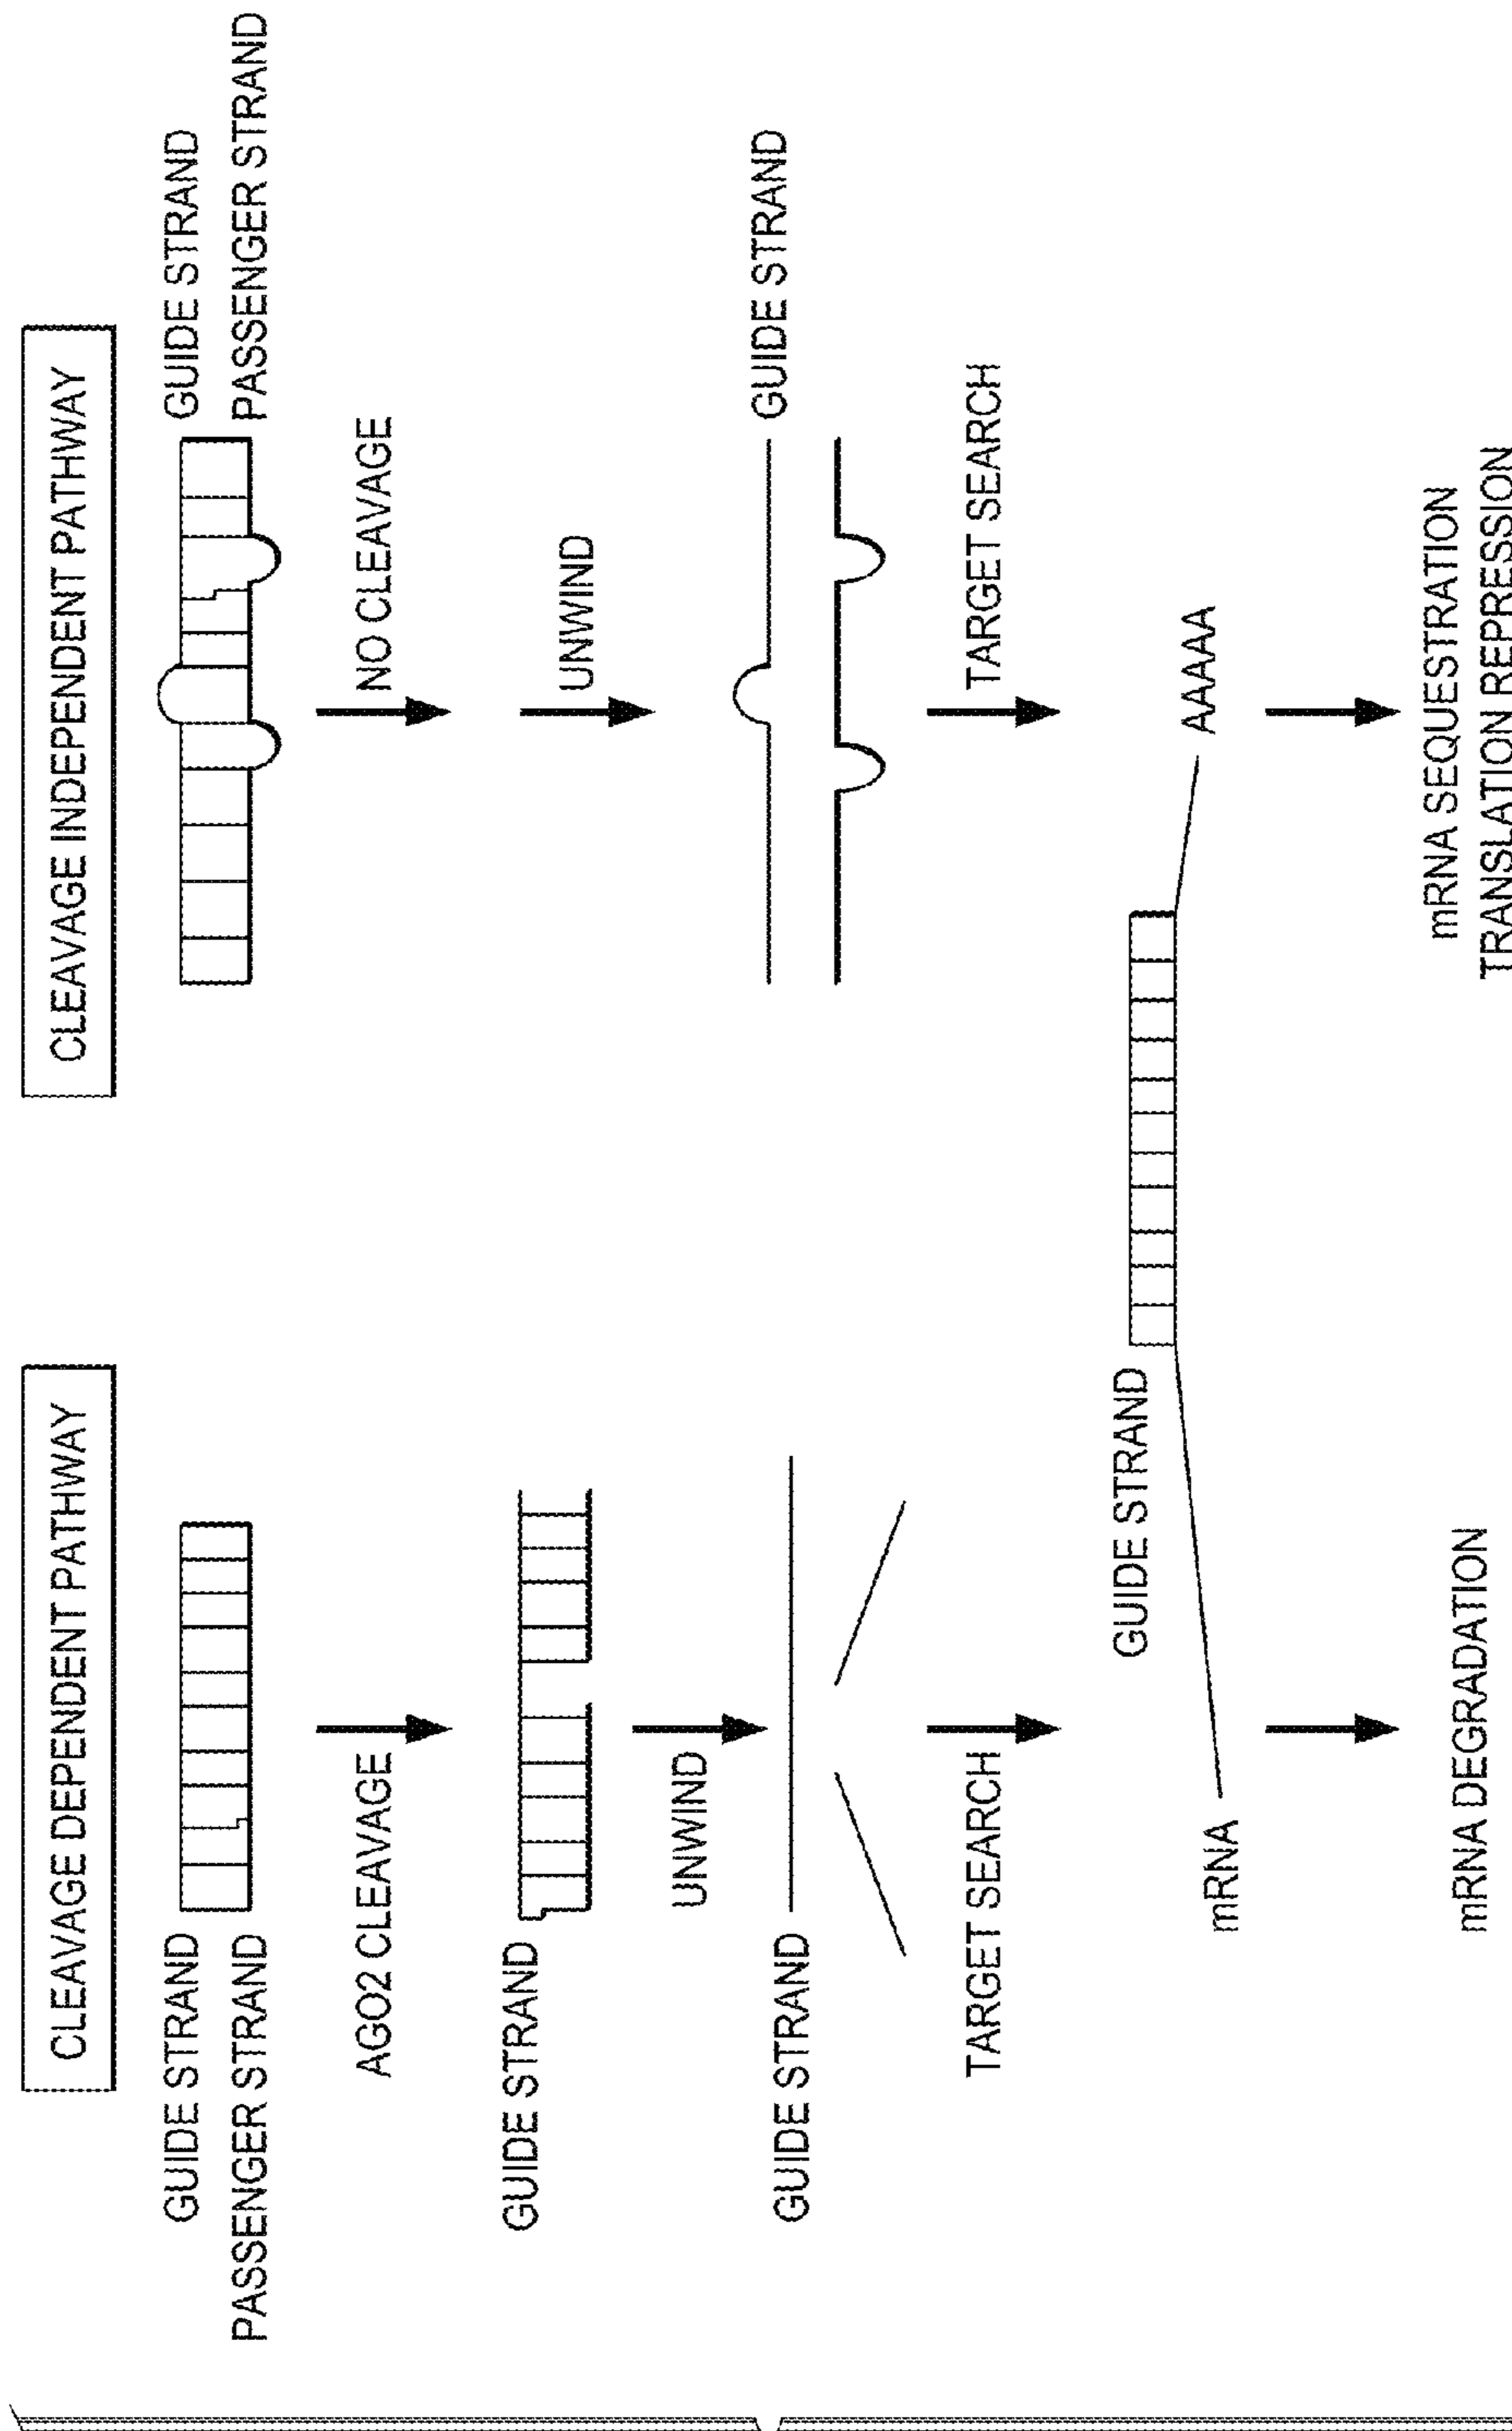 CLEAVAGE DEPENDENT PATHWAY
GUIDE STRAND
PASSENGER STRAND
AGO2 CLEAVAGE
GUIDE STRAND
UNWIND
GUIDE STRAND
TARGET SEARCH
GUIDE STRAND
mRNA
mRNA DEGRADATION
CLEAVAGE INDEPENDENT PATHWAY
GUIDE STRAND
PASSENGER STRAND
NO CLEAVAGE
UNWIND
GUIDE STRAND
TARGET SEARCH
AAAAA
mRNA SEQUESTRATION
TRANSLATION REPRESSION